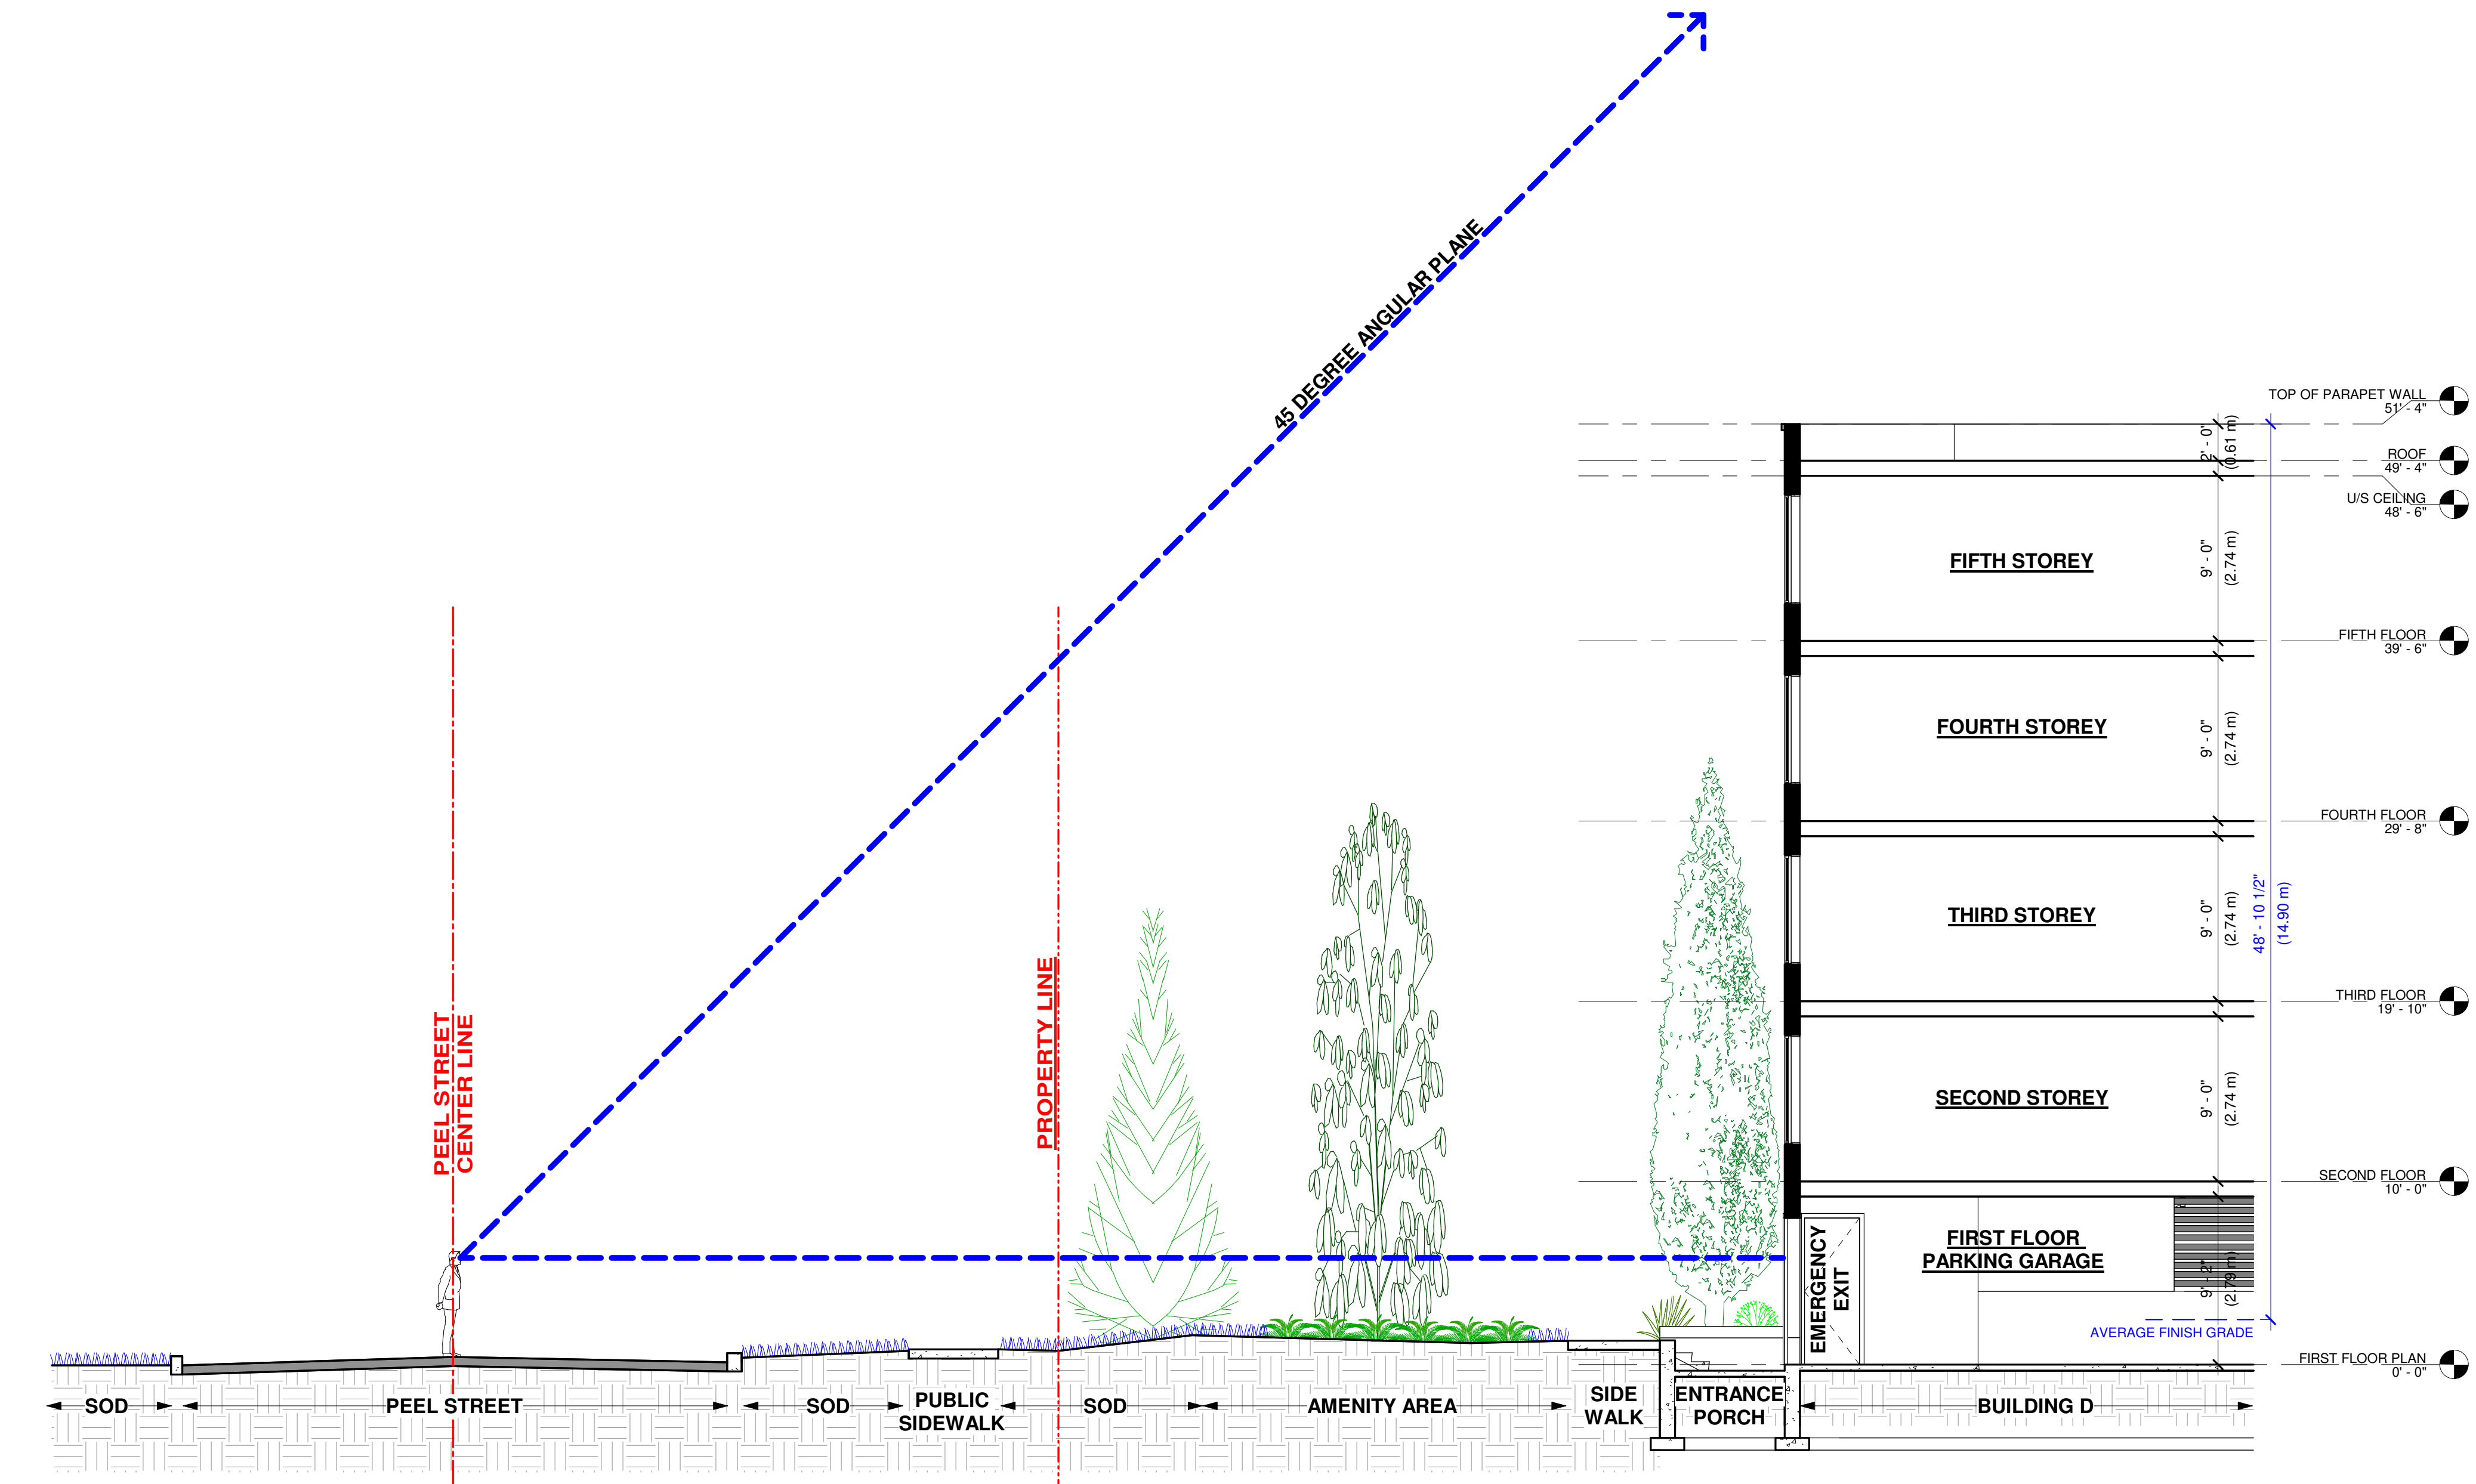 45 DEGREE ANGULAR PLANE
TOP OF PARAPET WALL
51' - 4"
ROOF
49' - 4"
U/S CEILING
48' - 6"
2' - 0"
(0.61 m)
FIFTH STOREY
9' - 0"
(2.74 m)
FIFTH FLOOR
39' - 6"
FOURTH STOREY
9' - 0"
(2.74 m)
FOURTH FLOOR
29' - 8"
THIRD STOREY
9' - 0"
(2.74 m)
48' - 10 1/2"
(14.90 m)
THIRD FLOOR
19' - 10"
PEEL STREET
CENTER LINE
PROPERTY LINE
SECOND STOREY
9' - 0"
(2.74 m)
SECOND FLOOR
10' - 0"
EMERGENCY
EXIT
FIRST FLOOR
PARKING GARAGE
9' - 2"
(2.79 m)
AVERAGE FINISH GRADE
FIRST FLOOR PLAN
0' - 0"
SOD
PEEL STREET
SOD
PUBLIC
SIDEWALK
SOD
AMENITY AREA
SIDE
WALK
ENTRANCE
PORCH
BUILDING D